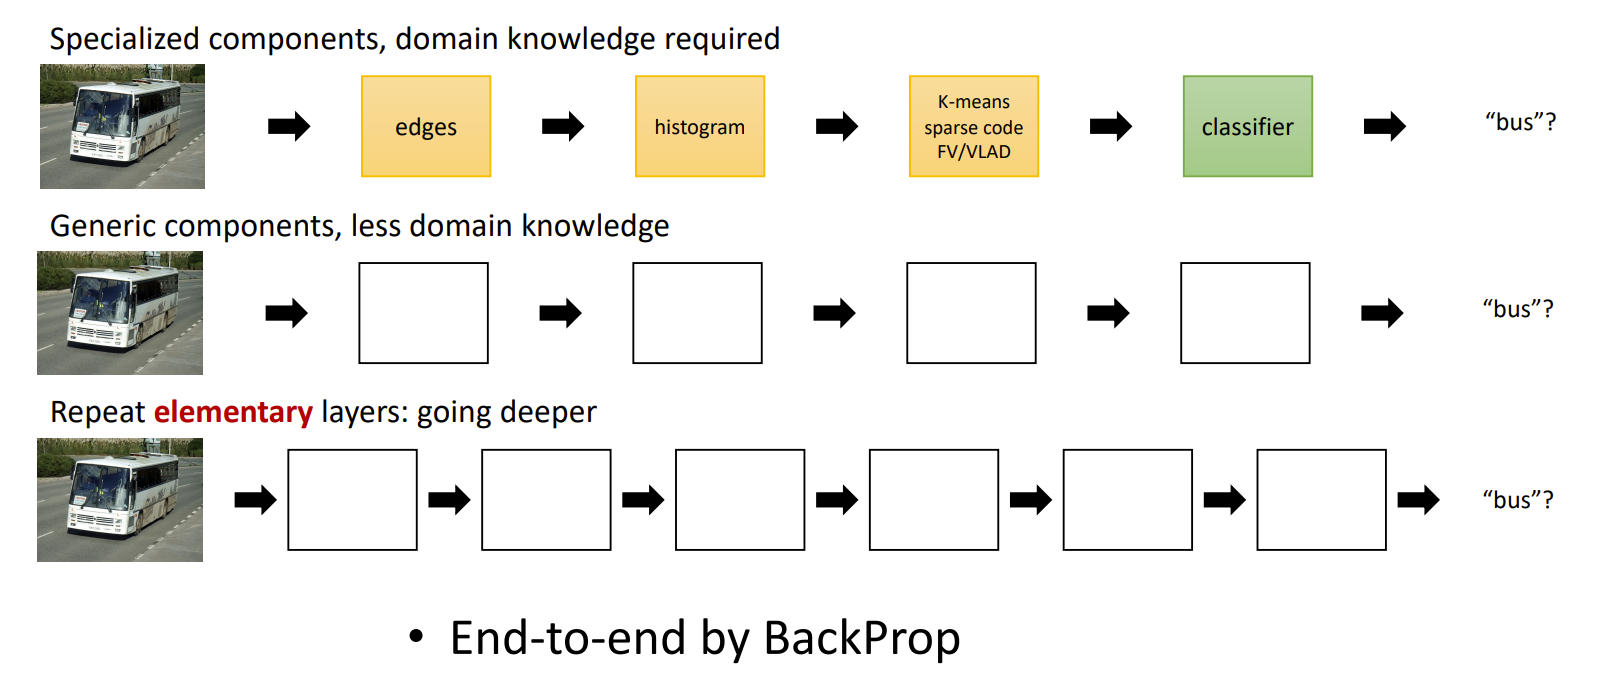 Specialized components, domain knowledge required
edges
histogram
K-means
sparse code
FV/VLAD
classifier
“bus”?
Generic components, less domain knowledge
“bus”?
Repeat elementary layers: going deeper
“bus”?
• End-to-end by BackProp